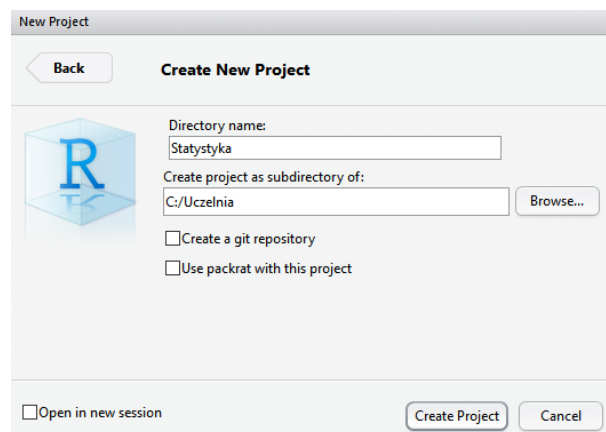 New Project
Back
Create New Project
R
Directory name:
Statystyka
Create project as subdirectory of:
C:/Uczelnia
Browse...
Create a git repository
Use packrat with this project
Open in new session
Create Project
Cancel